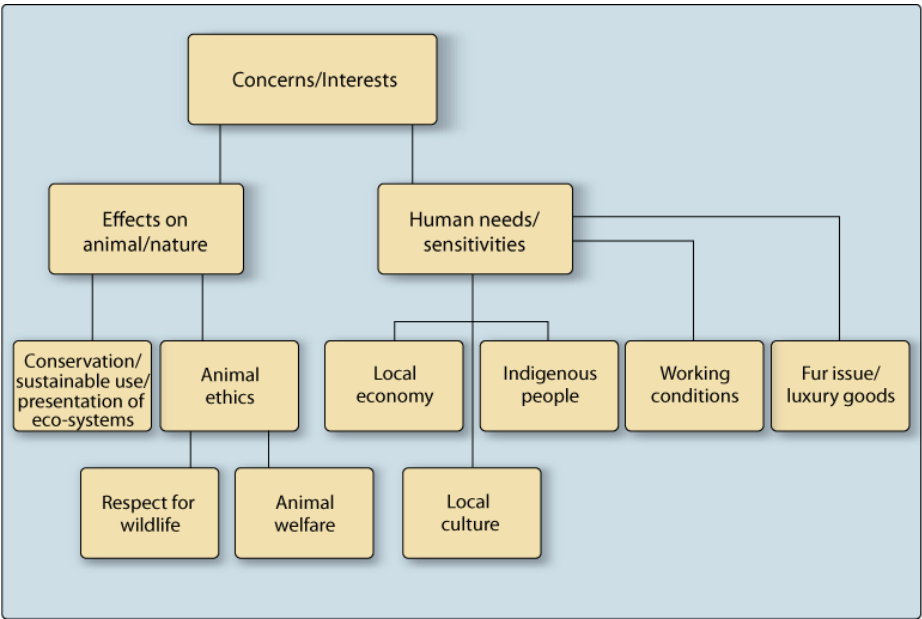 Concerns/Interests
Effects on
animal/nature
Human needs/
sensitivities
Conservation/
sustainable use/
presentation of
eco-systems
Animal
ethics
Local
economy
Indigenous
people
Working
conditions
Fur issue/
luxury goods
Respect for
wildlife
Animal
welfare
Local
culture